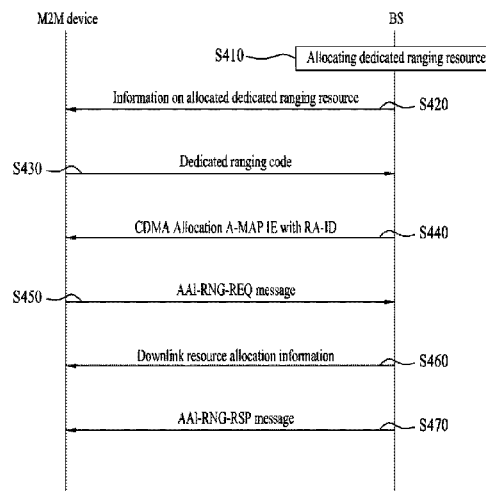 M2M device
BS
S410
Allocating dedicated ranging resource
Information on allocated dedicated ranging resource
S420
Dedicated ranging code
S430
CDMA Allocation A-MAP IE with RA-ID
S440
AAI-RNG-REQ message
S450
Downlink resource allocation information
S460
AAI-RNG-RSP message
S470